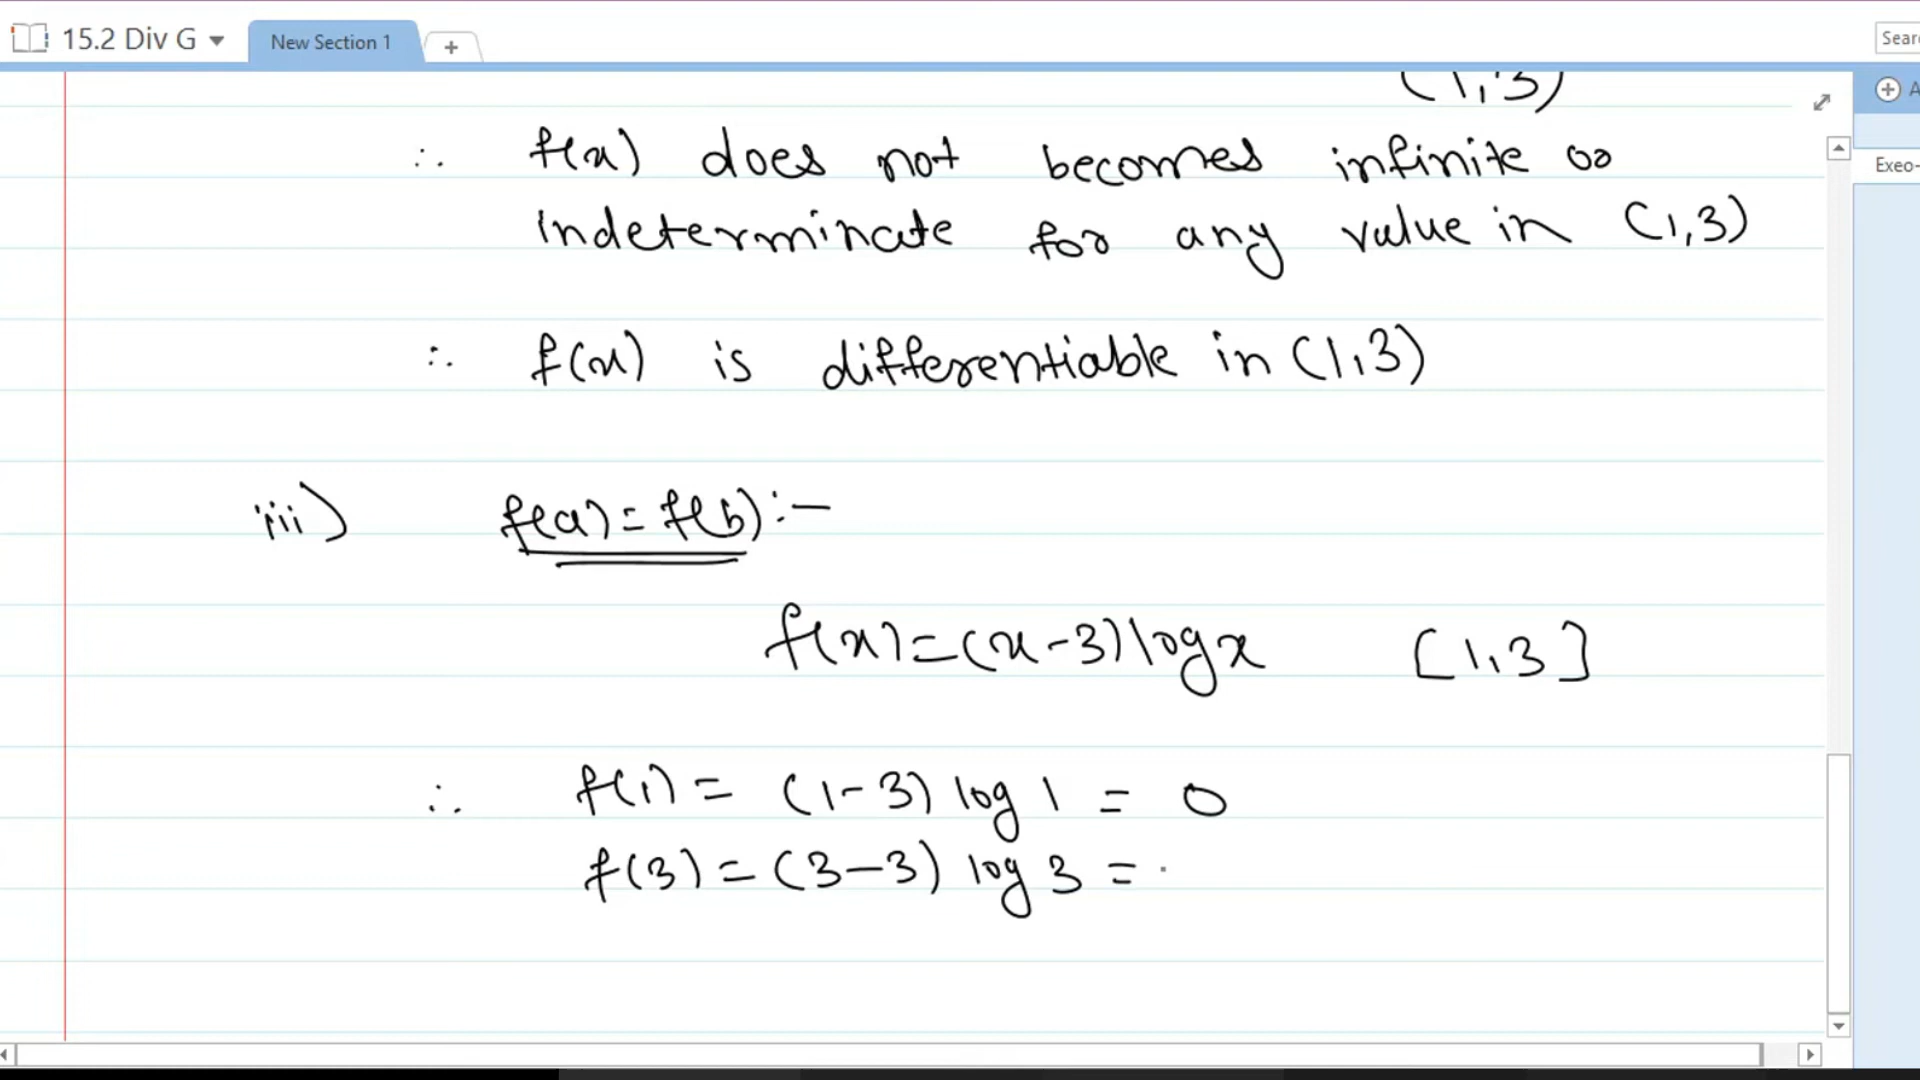 15.2 Div G
New Section 1
+
Sear
(1,3)
∴ f(x) does not becomes infinite or
indeterminate for any value in (1,3)
∴ f(x) is differentiable in (1,3)
iii) f(a) = f(b) :-
f(x) = (x-3) log x [1,3]
∴ f(1) = (1-3) log 1 = 0
f(3) = (3-3) log 3 =
A
Exeo-